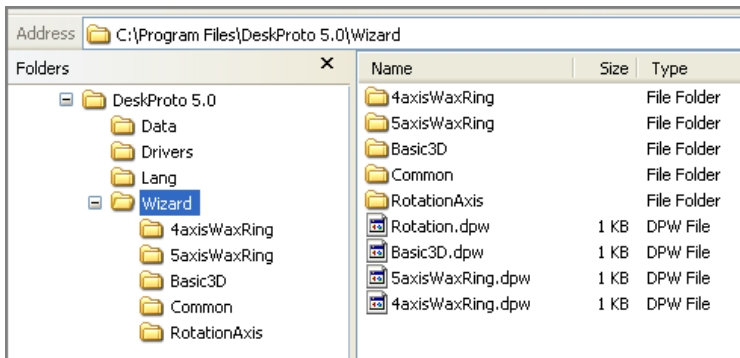 Address C:\Program Files\DeskProto 5.0\Wizard
Folders X
DeskProto 5.0
Data
Drivers
Lang
Wizard
4axisWaxRing
5axisWaxRing
Basic3D
Common
RotationAxis
Name Size Type
4axisWaxRing File Folder
5axisWaxRing File Folder
Basic3D File Folder
Common File Folder
RotationAxis File Folder
Rotation.dpw 1 KB DPW File
Basic3D.dpw 1 KB DPW File
5axisWaxRing.dpw 1 KB DPW File
4axisWaxRing.dpw 1 KB DPW File